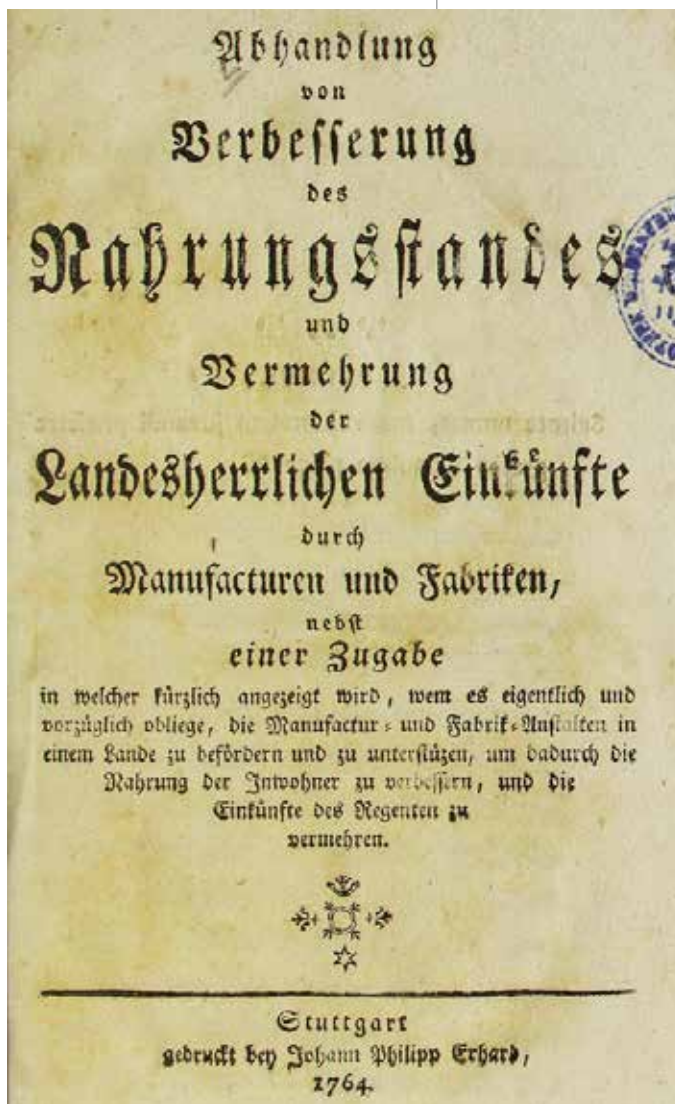 Abhandlung
von
Verbesserung
des
Nahrungsstandes
und
Vermehrung
der
Landesherrlichen Einkünfte
durch
Manufacturen und Fabriken,
nebst
einer Zugabe
in welcher kürzlich angezeigt wird, wem es eigentlich und
vorzüglich obliege, die Manufactur- und Fabrik-Anstalten in
einem Lande zu befördern und zu unterstüzen, um dadurch die
Nahrung der Inwohner zu verbessern, und die
Einkünfte des Regenten zu
vermehren.
Stuttgart
gedruckt bey Johann Philipp Erhard,
1764.